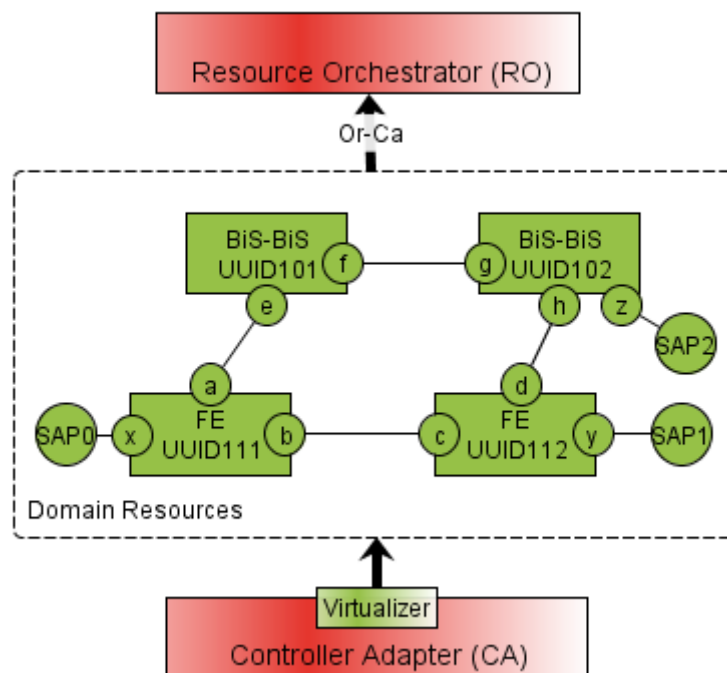 Resource Orchestrator (RO)
Or-Ca
BiS-BiS
UUID101
f
g
BiS-BiS
UUID102
e
h
z
SAP2
a
d
SAP0
x
FE
UUID111
b
c
FE
UUID112
y
SAP1
Domain Resources
Virtualizer
Controller Adapter (CA)